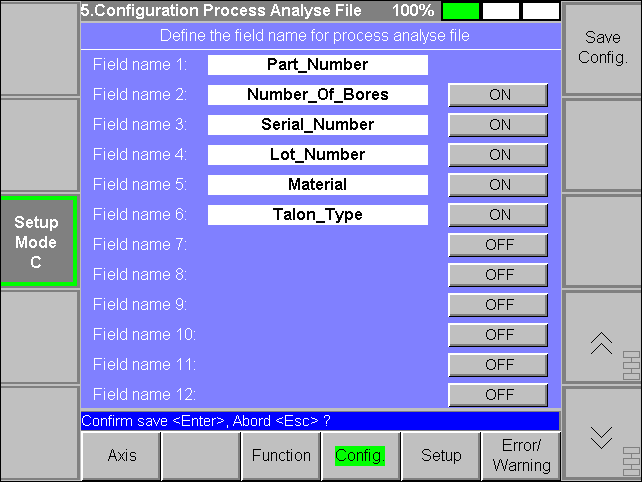 5.Configuration Process Analyse File 100%
Define the field name for process analyse file
Save
Config.
Field name 1: Part_Number
Field name 2: Number_Of_Bores ON
Field name 3: Serial_Number ON
Field name 4: Lot_Number ON
Field name 5: Material ON
Field name 6: Talon_Type ON
Setup
Mode
C
Field name 7: OFF
Field name 8: OFF
Field name 9: OFF
Field name 10: OFF
Field name 11: OFF
Field name 12: OFF
Confirm save <Enter>, Abord <Esc> ?
Axis Function Config. Setup Error/
Warning